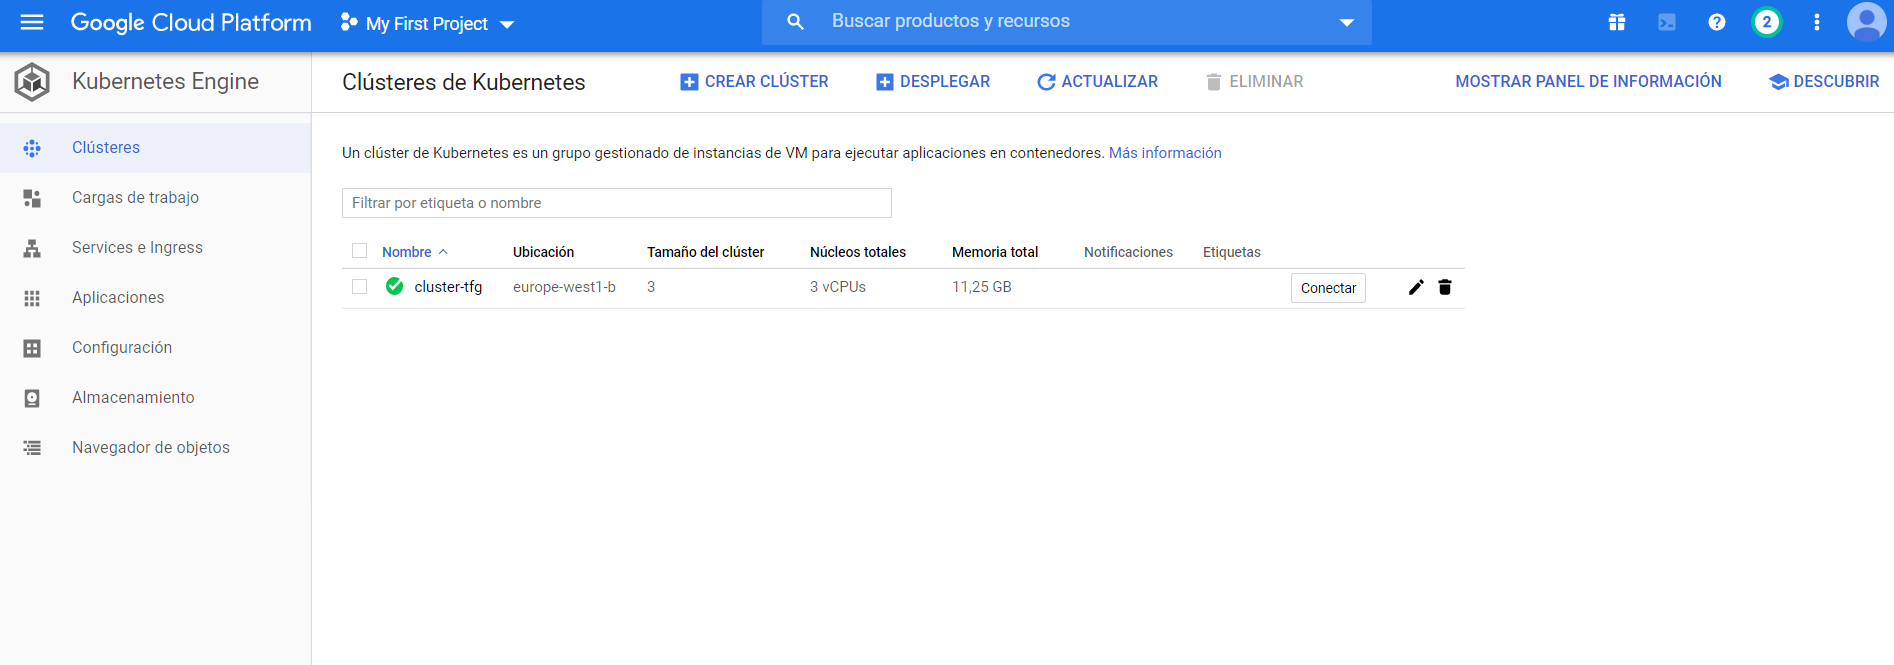 Google Cloud Platform My First Project Buscar productos y recursos ? 2
Kubernetes Engine
Clústeres
Cargas de trabajo
Services e Ingress
Aplicaciones
Configuración
Almacenamiento
Navegador de objetos
Clústeres de Kubernetes CREAR CLÚSTER DESPLEGAR ACTUALIZAR ELIMINAR MOSTRAR PANEL DE INFORMACIÓN DESCUBRIR
Un clúster de Kubernetes es un grupo gestionado de instancias de VM para ejecutar aplicaciones en contenedores. Más información
Filtrar por etiqueta o nombre
Nombre Ubicación Tamaño del clúster Núcleos totales Memoria total Notificaciones Etiquetas
cluster-tfg europe-west1-b 3 3 vCPUs 11,25 GB Conectar